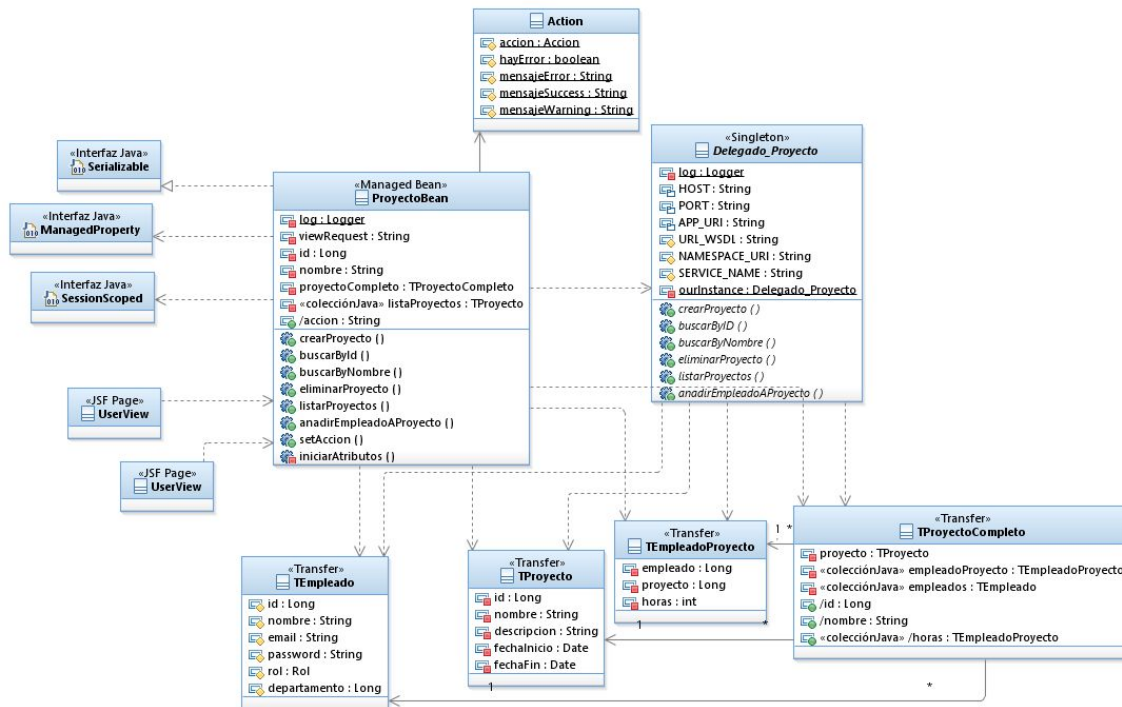 Action
accion : Accion
hayError : boolean
mensajeError : String
mensajeSuccess : String
mensajeWarning : String
«Singleton»
Delegado_Proyecto
log : Logger
HOST : String
PORT : String
APP_URI : String
URL_WSDL : String
NAMESPACE_URI : String
SERVICE_NAME : String
ourInstance : Delegado_Proyecto
crearProyecto ( )
buscarByID ( )
buscarByNombre ( )
eliminarProyecto ( )
listarProyectos ( )
anadirEmpleadoAProyecto ( )
«Interfaz Java»
Serializable
«Interfaz Java»
ManagedProperty
«Interfaz Java»
SessionScoped
«Managed Bean»
ProyectoBean
log : Logger
viewRequest : String
id : Long
nombre : String
proyectoCompleto : TProyectoCompleto
«colecciónJava» listaProyectos : TProyecto
/accion : String
crearProyecto ( )
buscarById ( )
buscarByNombre ( )
eliminarProyecto ( )
listarProyectos ( )
anadirEmpleadoAProyecto ( )
setAccion ( )
iniciarAtributos ( )
«JSF Page»
UserView
«JSF Page»
UserView
«Transfer»
TEmpleado
id : Long
nombre : String
email : String
password : String
rol : Rol
departamento : Long
«Transfer»
TProyecto
id : Long
nombre : String
descripcion : String
fechaInicio : Date
fechaFin : Date
1
«Transfer»
TEmpleadoProyecto
empleado : Long
proyecto : Long
horas : int
1 *
1 *
«Transfer»
TProyectoCompleto
proyecto : TProyecto
«colecciónJava» empleadoProyecto : TEmpleadoProyecto
«colecciónJava» empleados : TEmpleado
/id : Long
/nombre : String
«colecciónJava» /horas : TEmpleadoProyecto
*